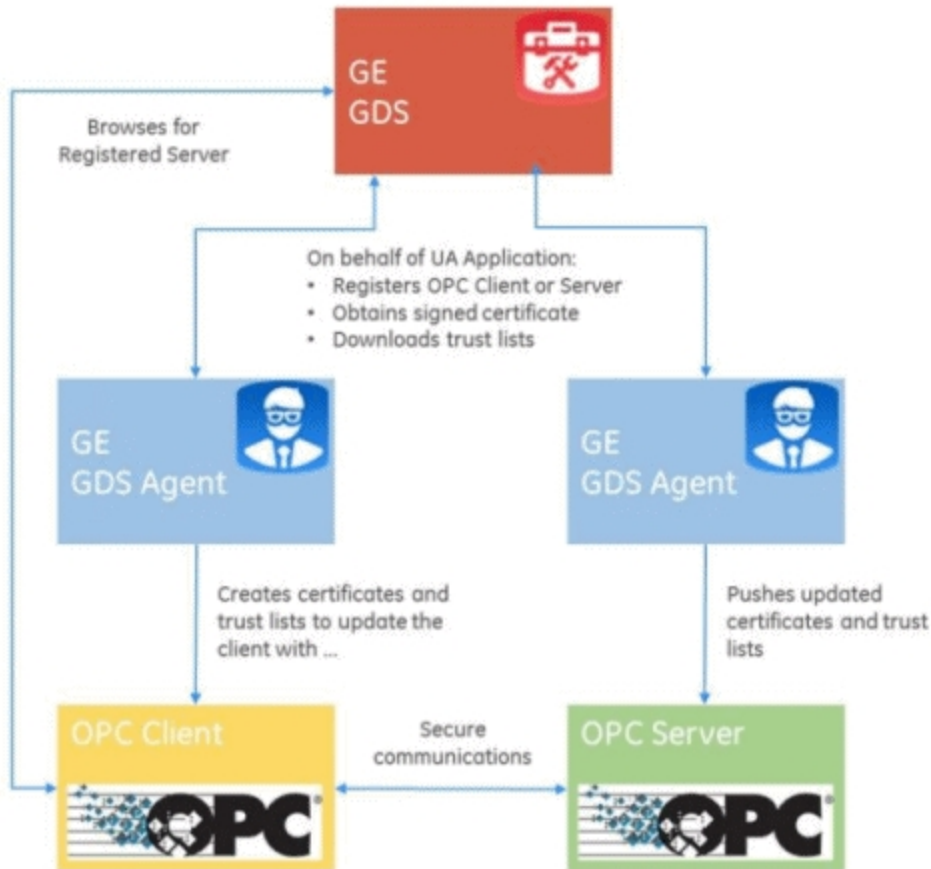 GE
GDS
Browses for
Registered Server
On behalf of UA Application:
• Registers OPC Client or Server
• Obtains signed certificate
• Downloads trust lists
GE
GDS Agent
GE
GDS Agent
Creates certificates and
trust lists to update the
client with ...
Pushes updated
certificates and trust
lists
OPC Client
Secure
communications
OPC Server
OPC®
OPC®